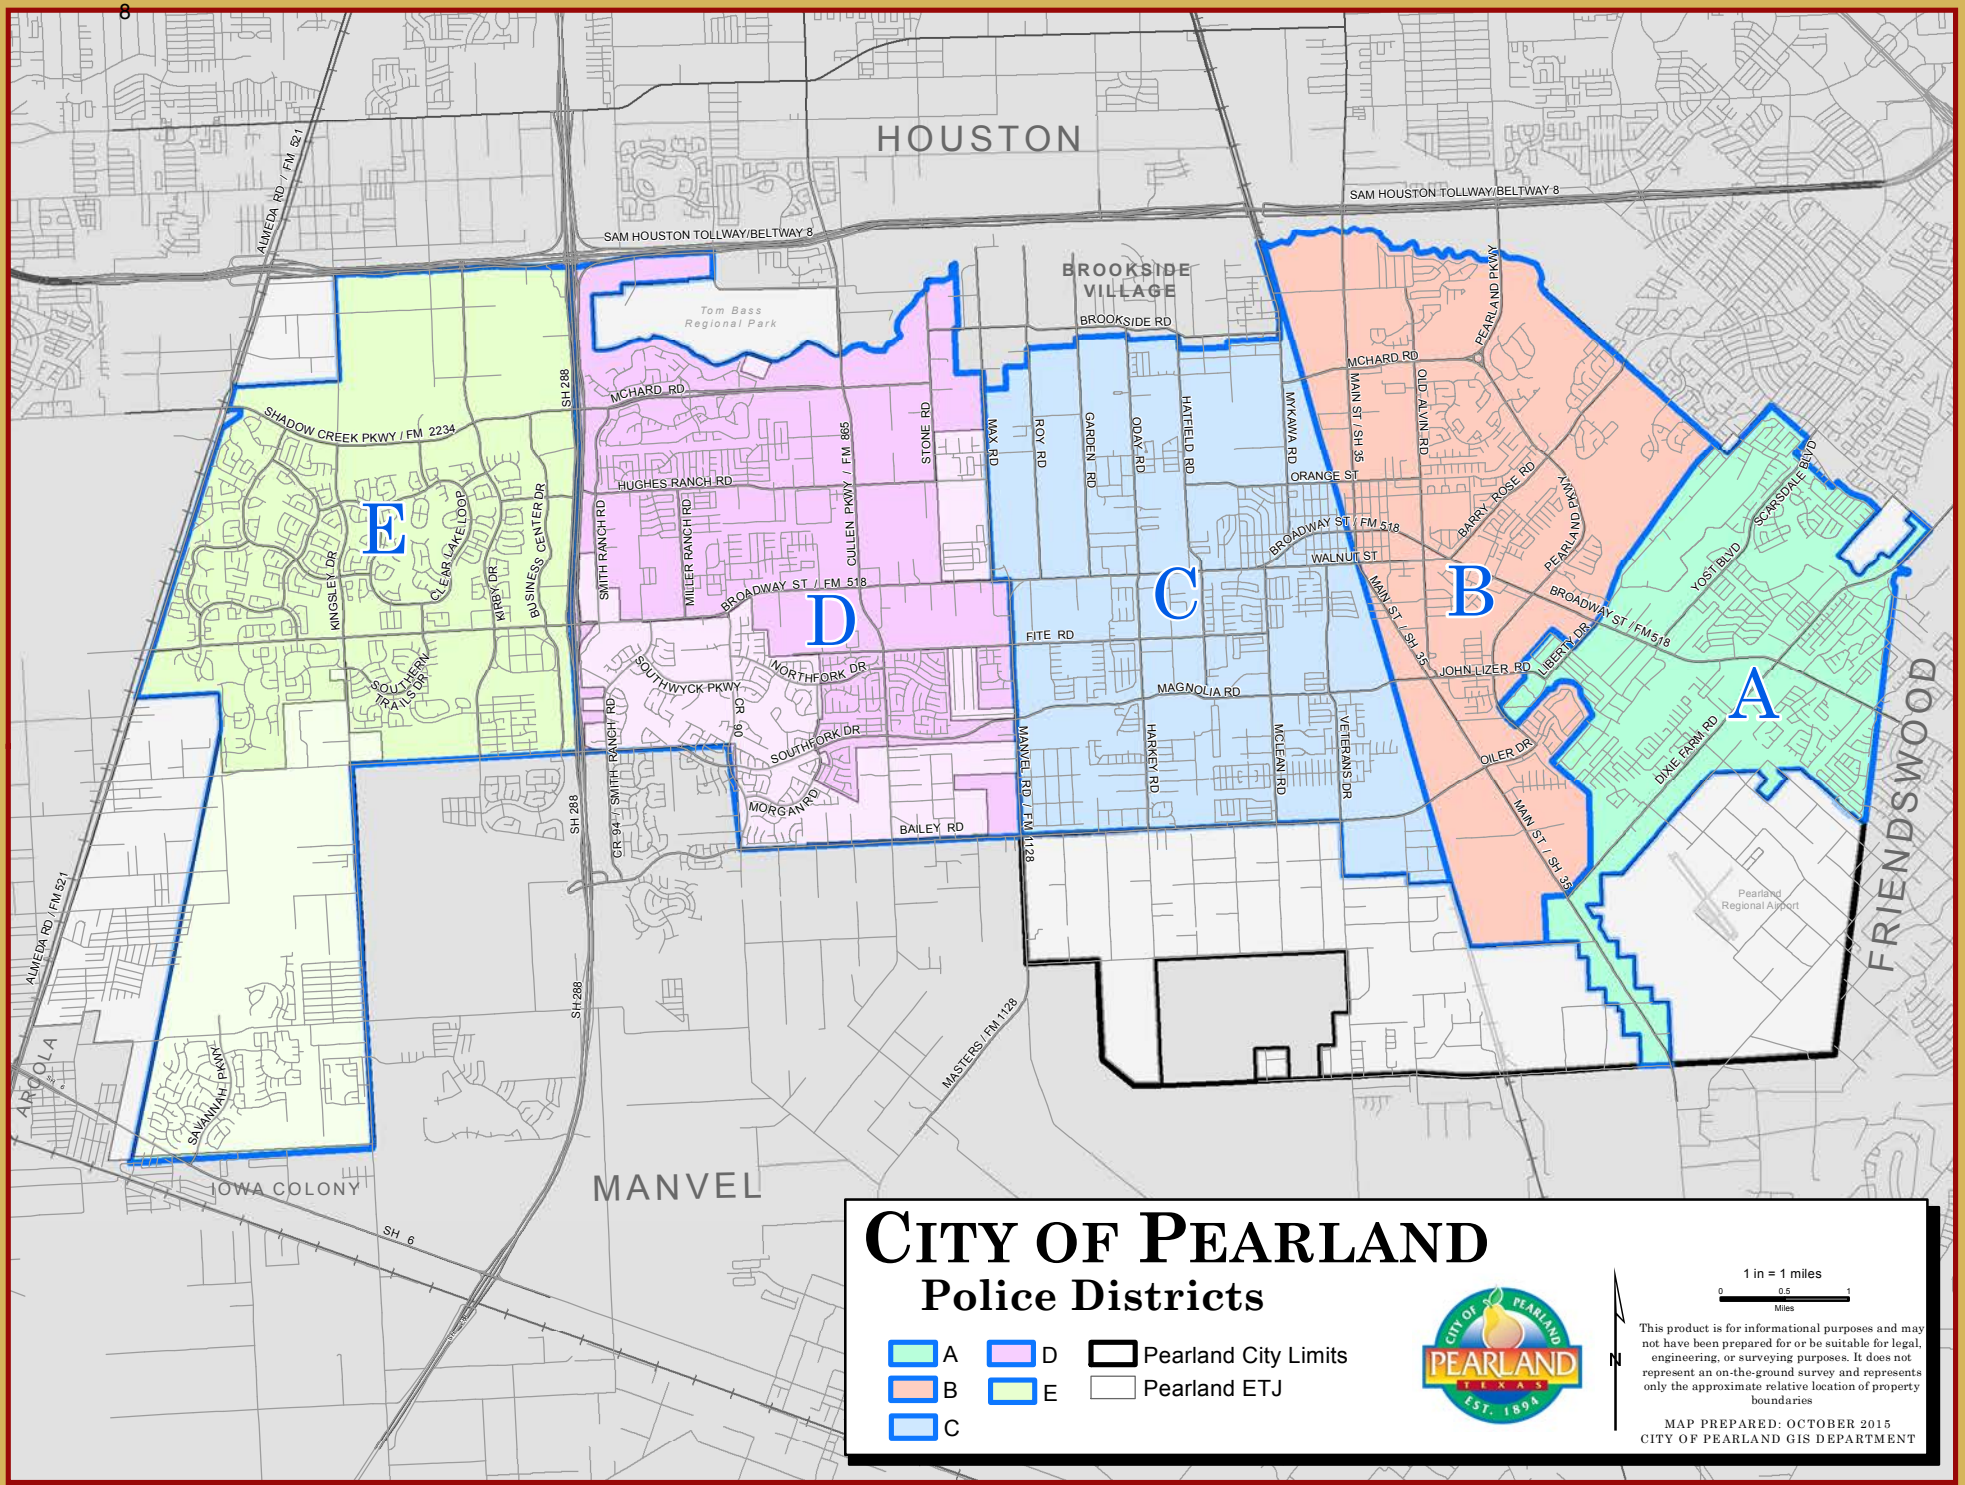 8
HOUSTON
ALMEDA RD / FM 521
SAM HOUSTON TOLLWAY/BELTWAY 8
SAM HOUSTON TOLLWAY/BELTWAY 8
BROOKSIDE
VILLAGE
BROOKSIDE RD
Tom Bass
Regional Park
PEARLAND PKWY
MCHARD RD
MCHARD RD
SH 288
SHADOW CREEK PKWY / FM 2234
STONE RD
MAX RD
ROY RD
GARDEN RD
ODAY RD
HATFIELD RD
MYKAWA RD
MAIN ST / SH 35
OLD ALVIN RD
CULLEN PKWY / FM 865
HUGHES RANCH RD
ORANGE ST
BARRY ROSE RD
PEARLAND PKWY
SCARSDALE BLVD
E
KINGSLEY DR
CLEAR LAKE LOOP
KIRBY DR
BUSINESS CENTER DR
SMITH RANCH RD
MILLER RANCH RD
BROADWAY ST / FM 518
BROADWAY ST / FM 518
WALNUT ST
PEARLAND PKWY
YOST BLVD
D
C
B
MAIN ST / SH 35
BROADWAY ST / FM 518
FITE RD
LIBERTY DR
JOHN LIZER RD
A
SOUTHERN
TRAILS DR
SOUTHWYCK PKWY
NORTHFORK DR
MAGNOLIA RD
CR 90
SOUTHFORK DR
CR 94 / SMITH RANCH RD
MANVEL RD / FM 1128
HARKEY RD
MCLEAN RD
VETERANS DR
OILER DR
DIXIE FARM RD
FRIENDSWOOD
SH 288
MORGAN RD
BAILEY RD
MAIN ST / SH 35
ALMEDA RD / FM 521
Pearland
Regional Airport
SH 288
MASTERS / FM 1128
ARCOLA
SH 6
SAVANNAH PKWY
IOWA COLONY
MANVEL
SH 6
CITY OF PEARLAND
Police Districts
A
B
C
D
E
Pearland City Limits
Pearland ETJ
CITY OF PEARLAND
PEARLAND
TEXAS
EST. 1894
N
1 in = 1 miles
0 0.5 1
Miles
This product is for informational purposes and may
not have been prepared for or be suitable for legal,
engineering, or surveying purposes. It does not
represent an on-the-ground survey and represents
only the approximate relative location of property
boundaries
MAP PREPARED: OCTOBER 2015
CITY OF PEARLAND GIS DEPARTMENT